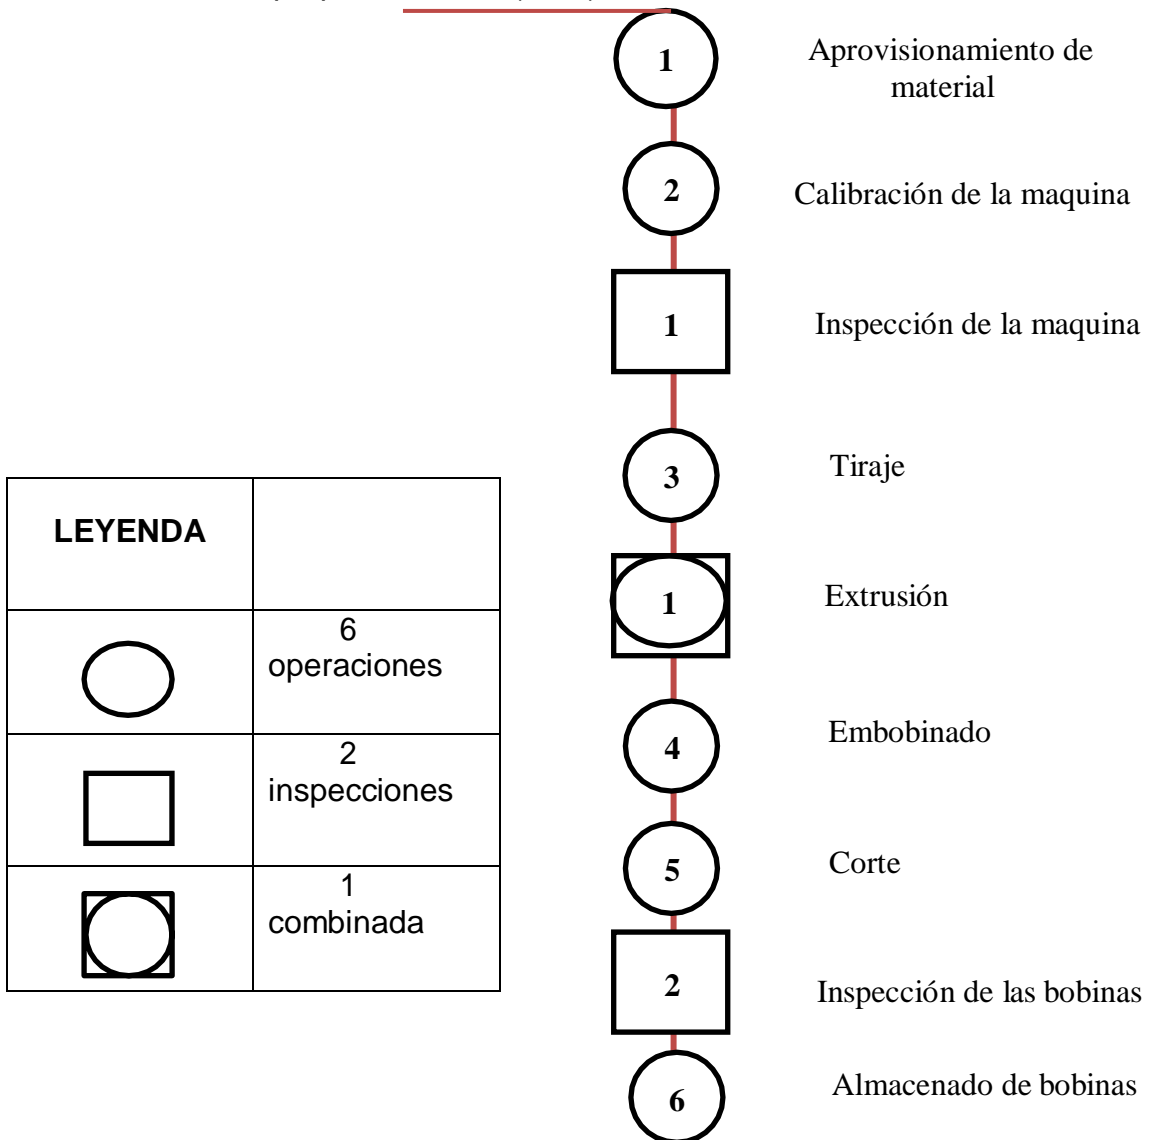 1
Aprovisionamiento de
material
2
Calibración de la maquina
1
Inspección de la maquina
3
Tiraje
1
Extrusión
4
Embobinado
5
Corte
2
Inspección de las bobinas
6
Almacenado de bobinas
LEYENDA
6
operaciones
2
inspecciones
1
combinada